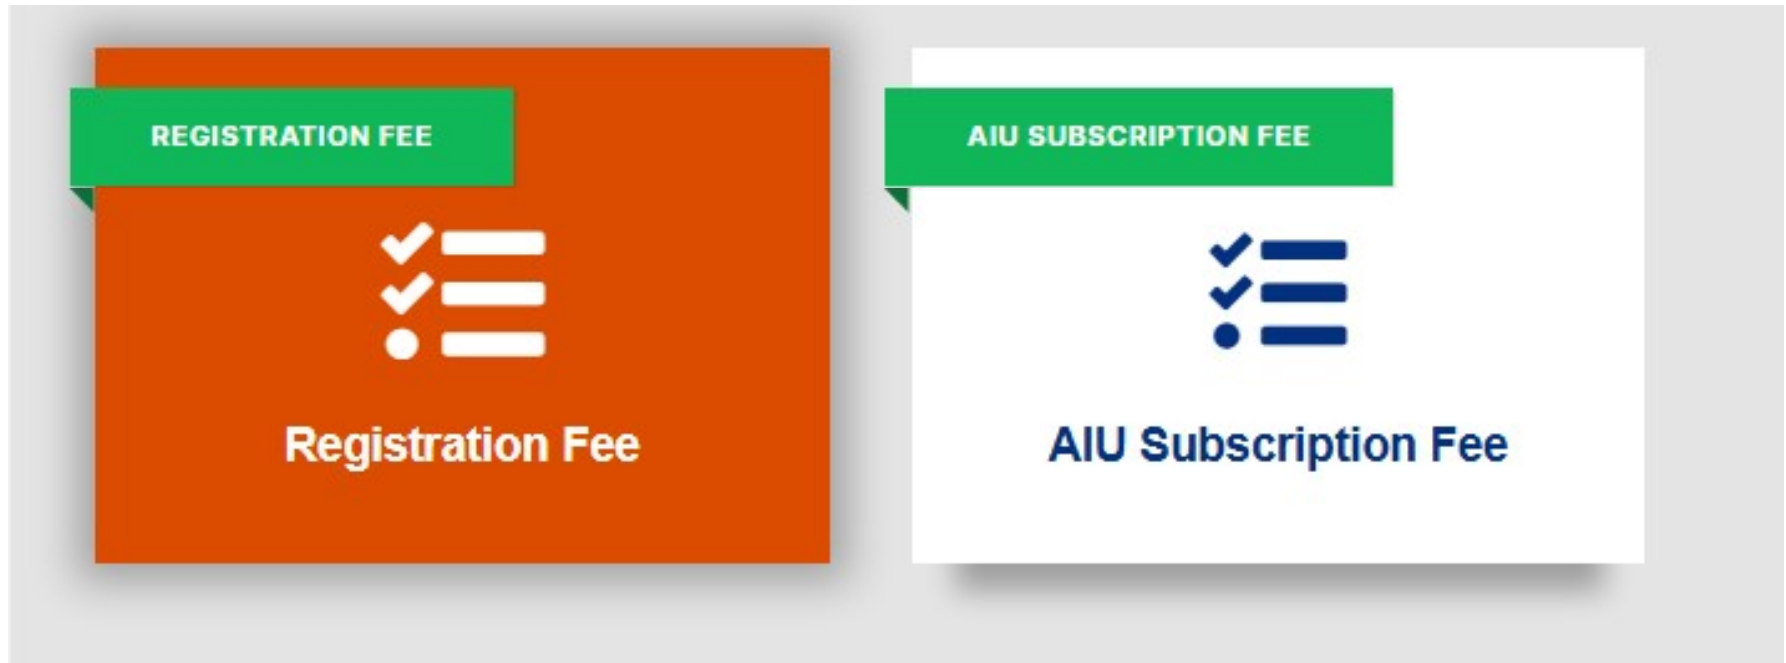 REGISTRATION FEE
Registration Fee
AIU SUBSCRIPTION FEE
AIU Subscription Fee